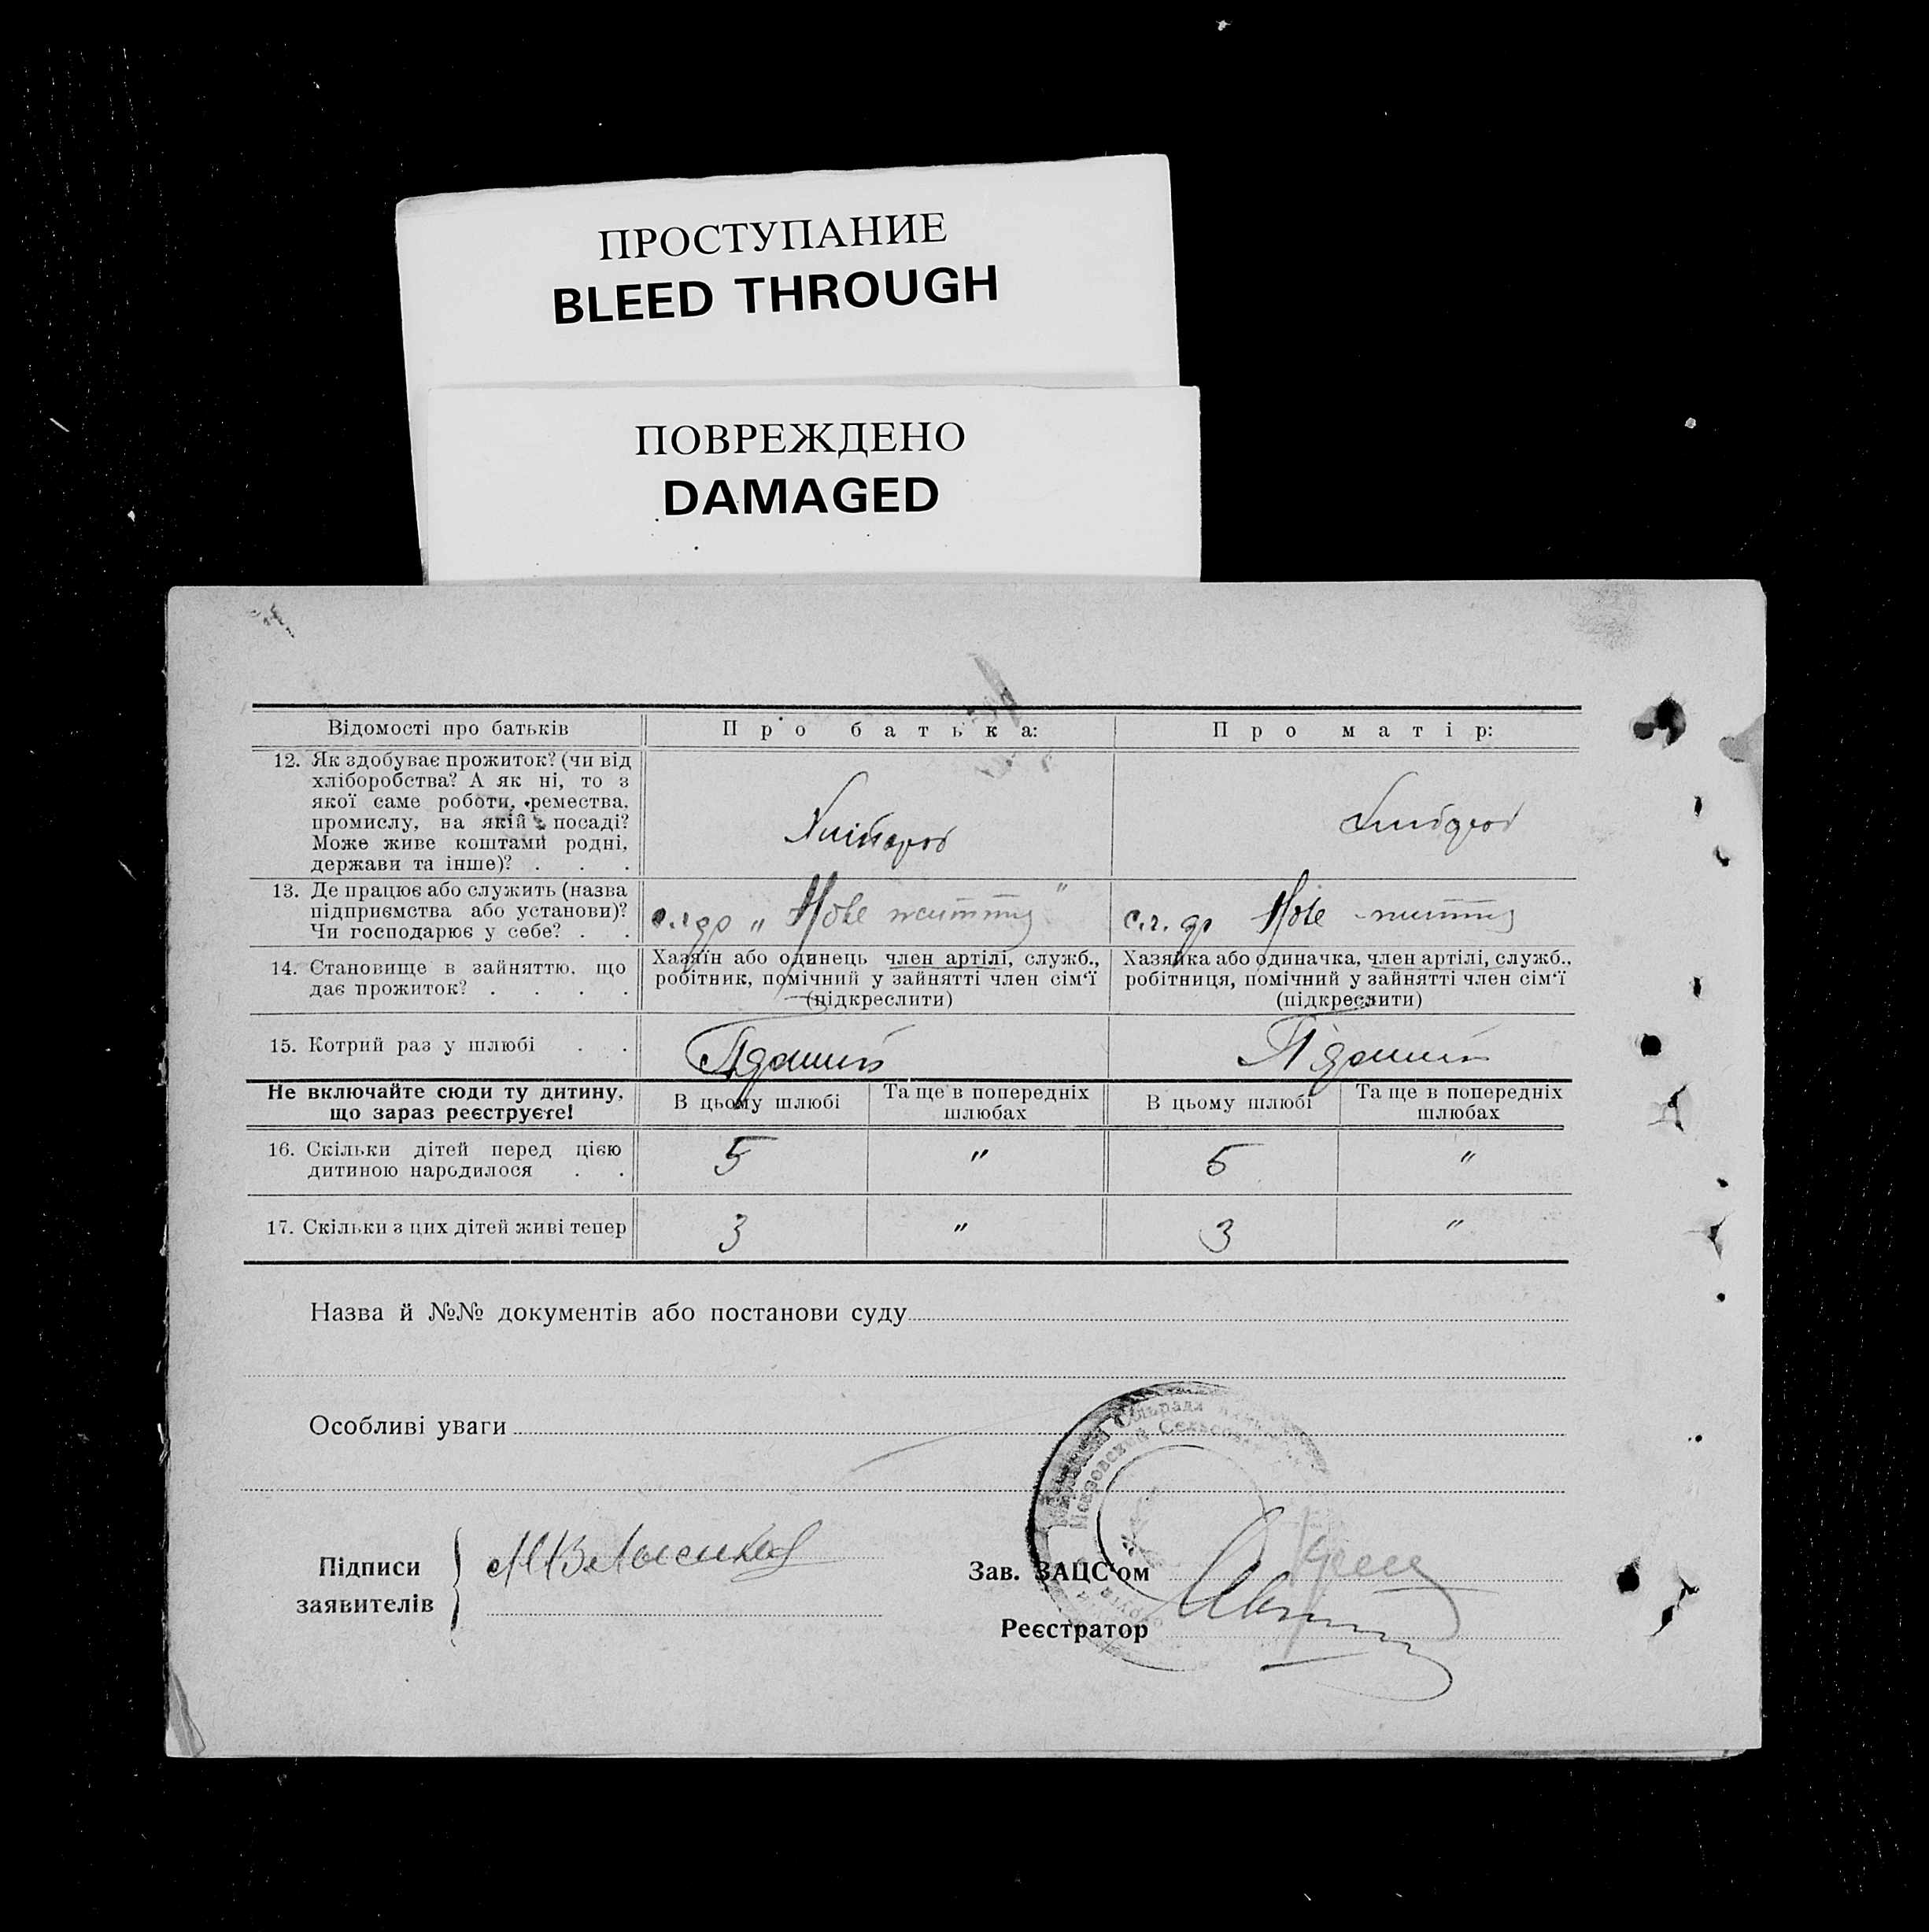 ПРОСТУПАНИЕ
BLEED THROUGH
ПОВРЕЖДЕНО
DAMAGED
Відомості про батьків
Про батька:
Про матір:
12. Як здобуває прожиток? (чи від
хліборобства? А як ні, то з
якої саме роботи, ремества,
промислу, на якій посаді?
Може живе коштами родні,
держави та інше)? . . .
Хлібороб
Хлібороб
13. Де працює або служить (назва
підприємства або установи)?
Чи господарює у себе? . .
„ Нове життя "
Нове життя
14. Становище в зайняттю, що
дає прожиток? . . . .
Хазяїн або одинець член артілі, служб.,
робітник, помічний у зайнятті член сім'ї
(підкреслити)
Хазяйка або одиначка, член артілі, служб.,
робітниця, помічний у зайнятті член сім'ї
(підкреслити)
15. Котрий раз у шлюбі . .
Не включайте сюди ту дитину,
що зараз реєструєте!
В цьому шлюбі
Та ще в попередніх
шлюбах
В цьому шлюбі
Та ще в попередніх
шлюбах
16. Скільки дітей перед цією
дитиною народилося . .
5 " 5 "
17. Скільки з цих дітей живі тепер
3 " 3 "
Назва й №№ документів або постанови суду
Особливі уваги
Підписи
заявителів
Зав. ЗАЦС'ом
Реєстратор